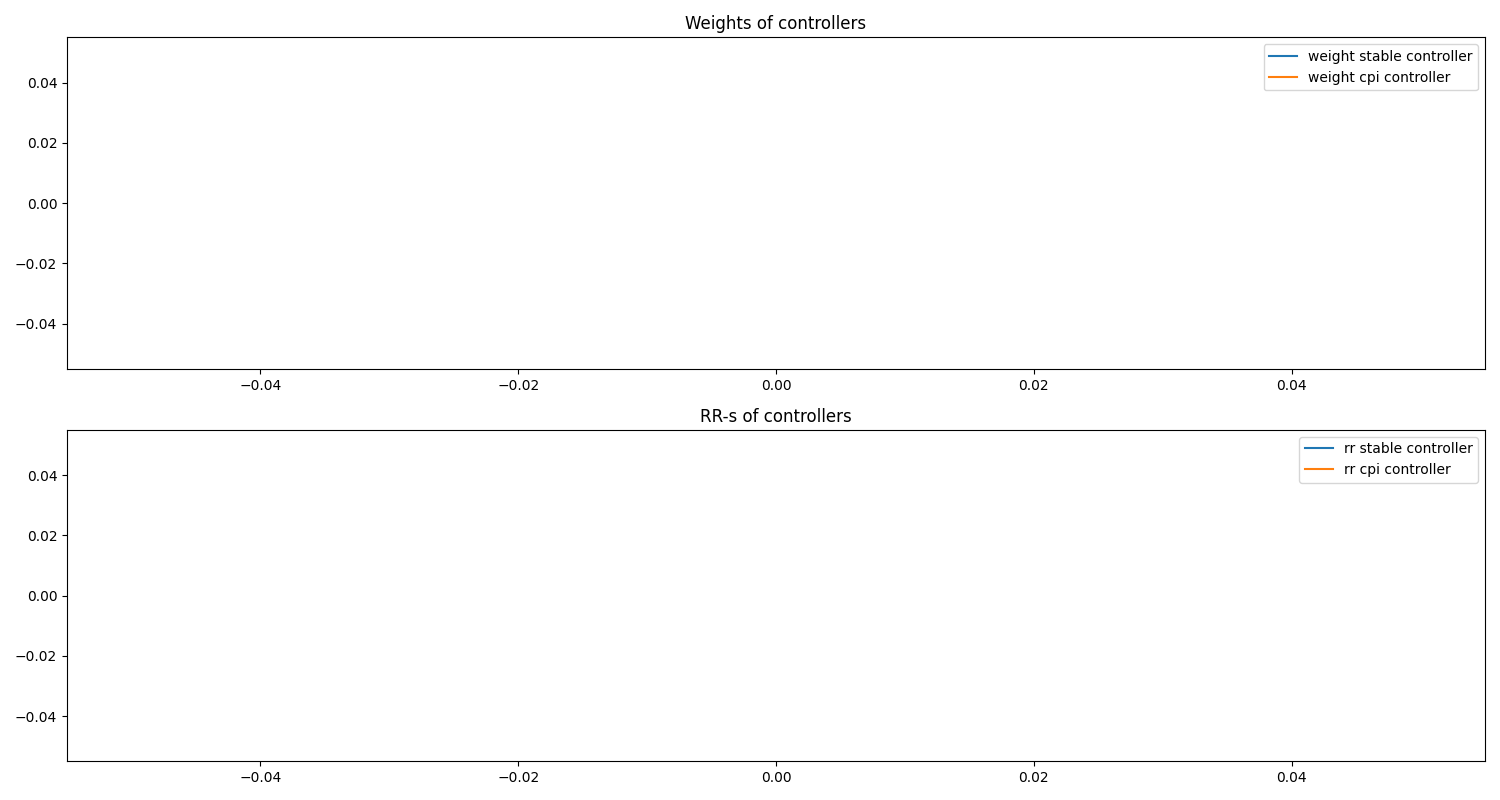 Weights of controllers
weight stable controller
weight cpi controller
0.04
0.02
0.00
−0.02
−0.04
−0.04 −0.02 0.00 0.02 0.04
RR-s of controllers
rr stable controller
rr cpi controller
0.04
0.02
0.00
−0.02
−0.04
−0.04 −0.02 0.00 0.02 0.04